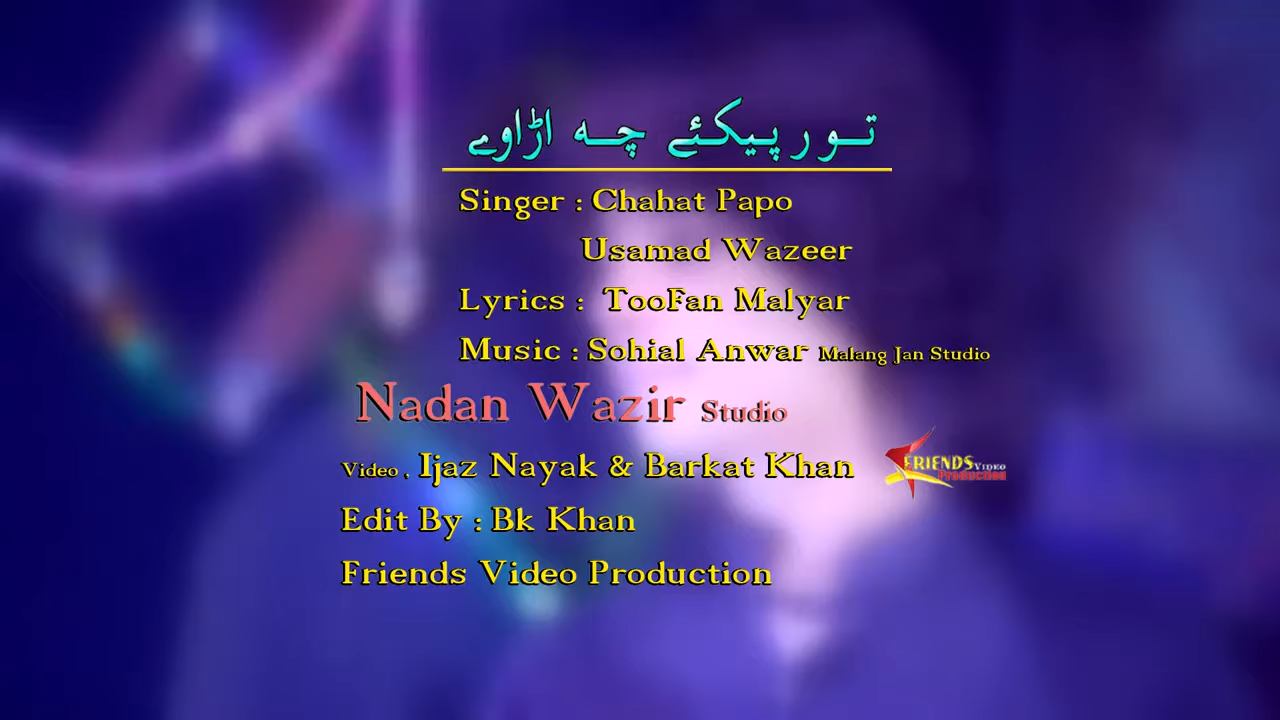 تور پیکئے چہ اڑاوے
Singer : Chahat Papo
Usamad Wazeer
Lyrics : TooFan Malyar
Music : Sohial Anwar Malang Jan Studio
Nadan Wazir Studio
Video , Ijaz Nayak & Barkat Khan
FRIENDS VIDEO
Production
Edit By : Bk Khan
Friends Video Production